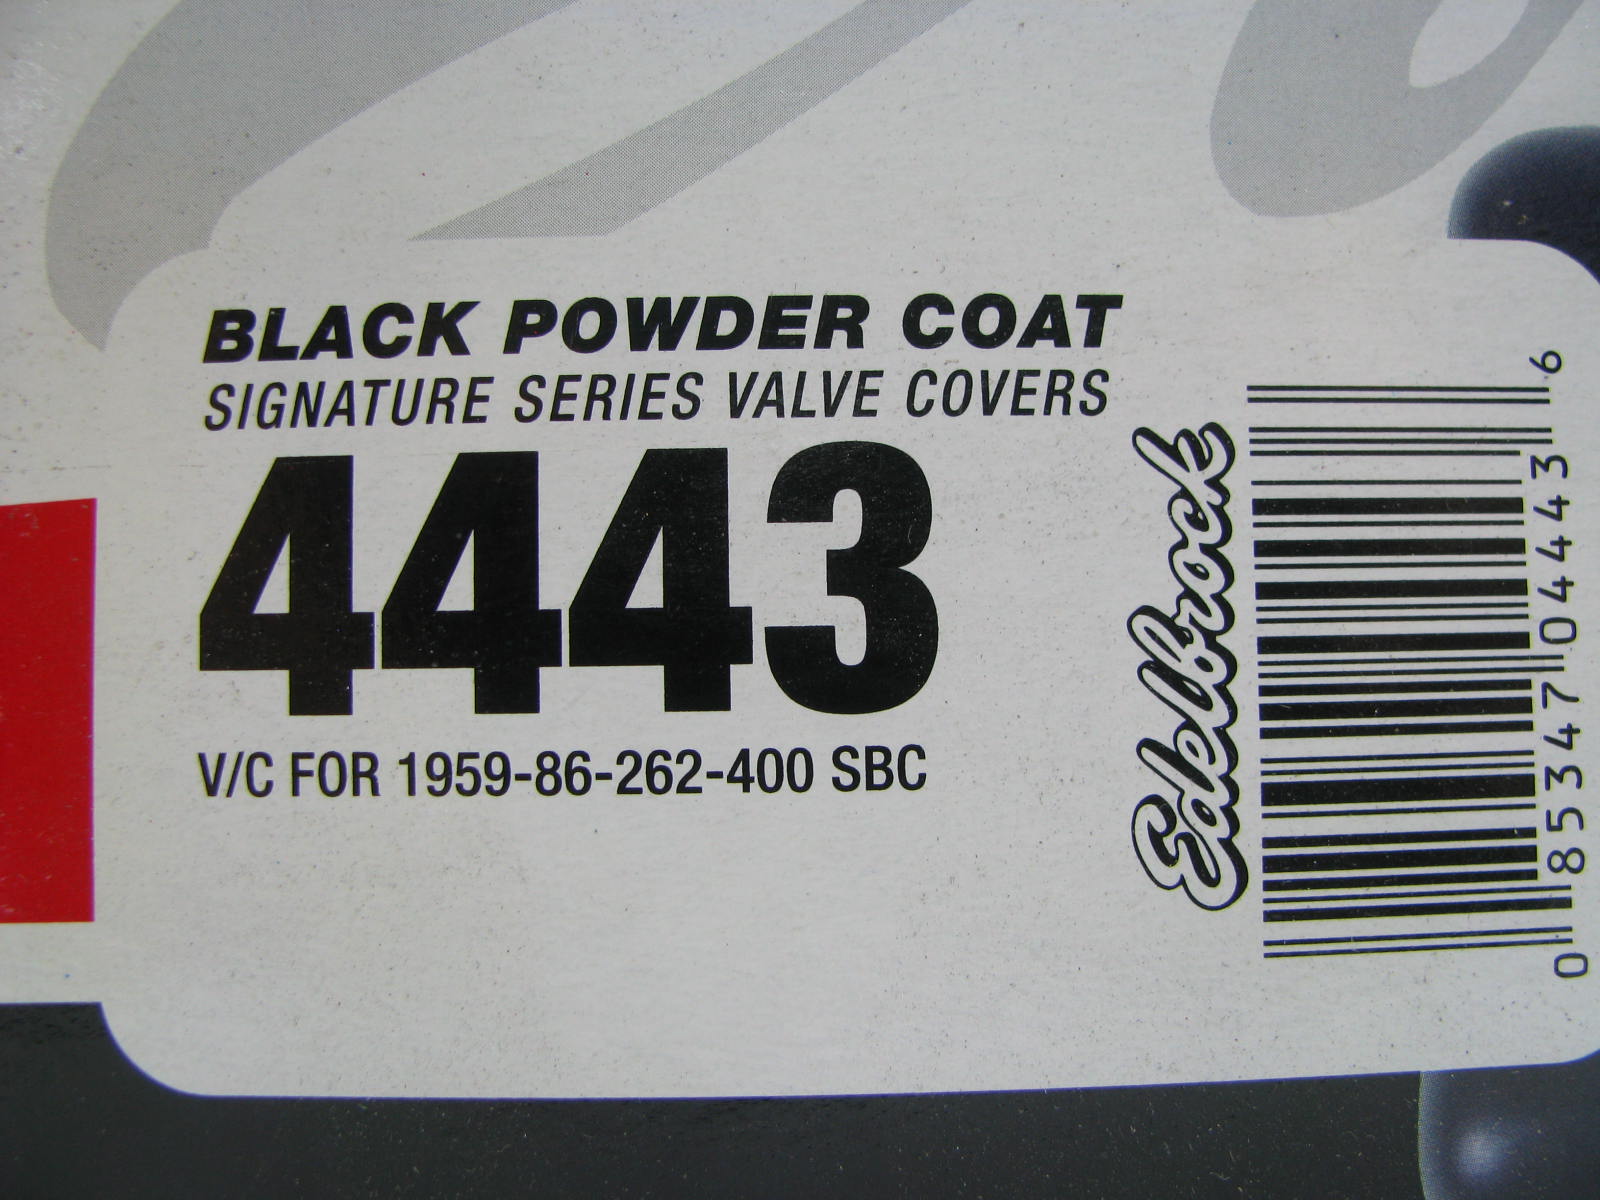 BLACK POWDER COAT
SIGNATURE SERIES VALVE COVERS
4443
V/C FOR 1959-86-262-400 SBC
Edelbrock
0 85347 04443 6